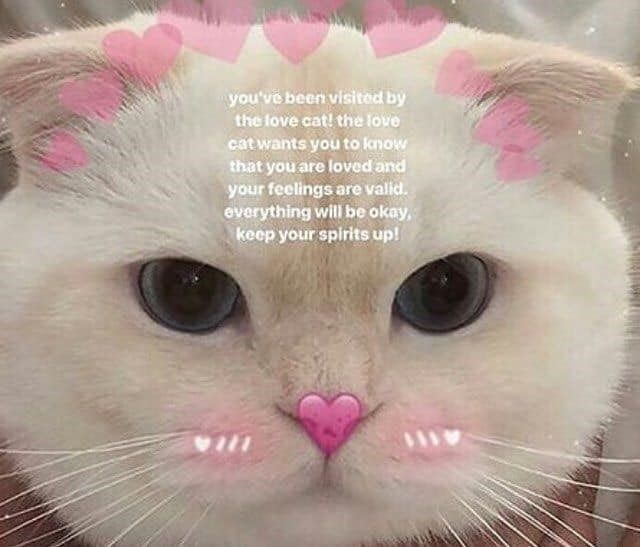 you've been visited by
the love cat! the love
cat wants you to know
that you are loved and
your feelings are valid.
everything will be okay,
keep your spirits up!